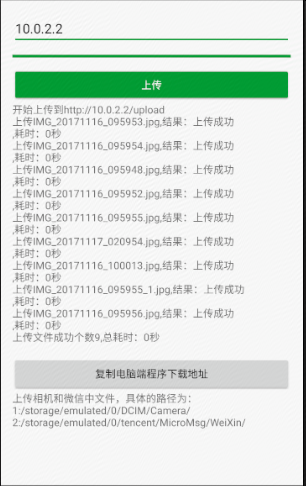 10.0.2.2
上传
开始上传到http://10.0.2.2/upload
上传IMG_20171116_095953.jpg,结果：上传成功
,耗时：0秒
上传IMG_20171116_095954.jpg,结果：上传成功
,耗时：0秒
上传IMG_20171116_095948.jpg,结果：上传成功
,耗时：0秒
上传IMG_20171116_095952.jpg,结果：上传成功
,耗时：0秒
上传IMG_20171116_095955.jpg,结果：上传成功
,耗时：0秒
上传IMG_20171117_020954.jpg,结果：上传成功
,耗时：0秒
上传IMG_20171116_100013.jpg,结果：上传成功
,耗时：0秒
上传IMG_20171116_095955_1.jpg,结果：上传成功
,耗时：0秒
上传IMG_20171116_095956.jpg,结果：上传成功
,耗时：0秒
上传文件成功个数9,总耗时：0秒
复制电脑端程序下载地址
上传相机和微信中文件，具体的路径为：
1:/storage/emulated/0/DCIM/Camera/
2:/storage/emulated/0/tencent/MicroMsg/WeiXin/